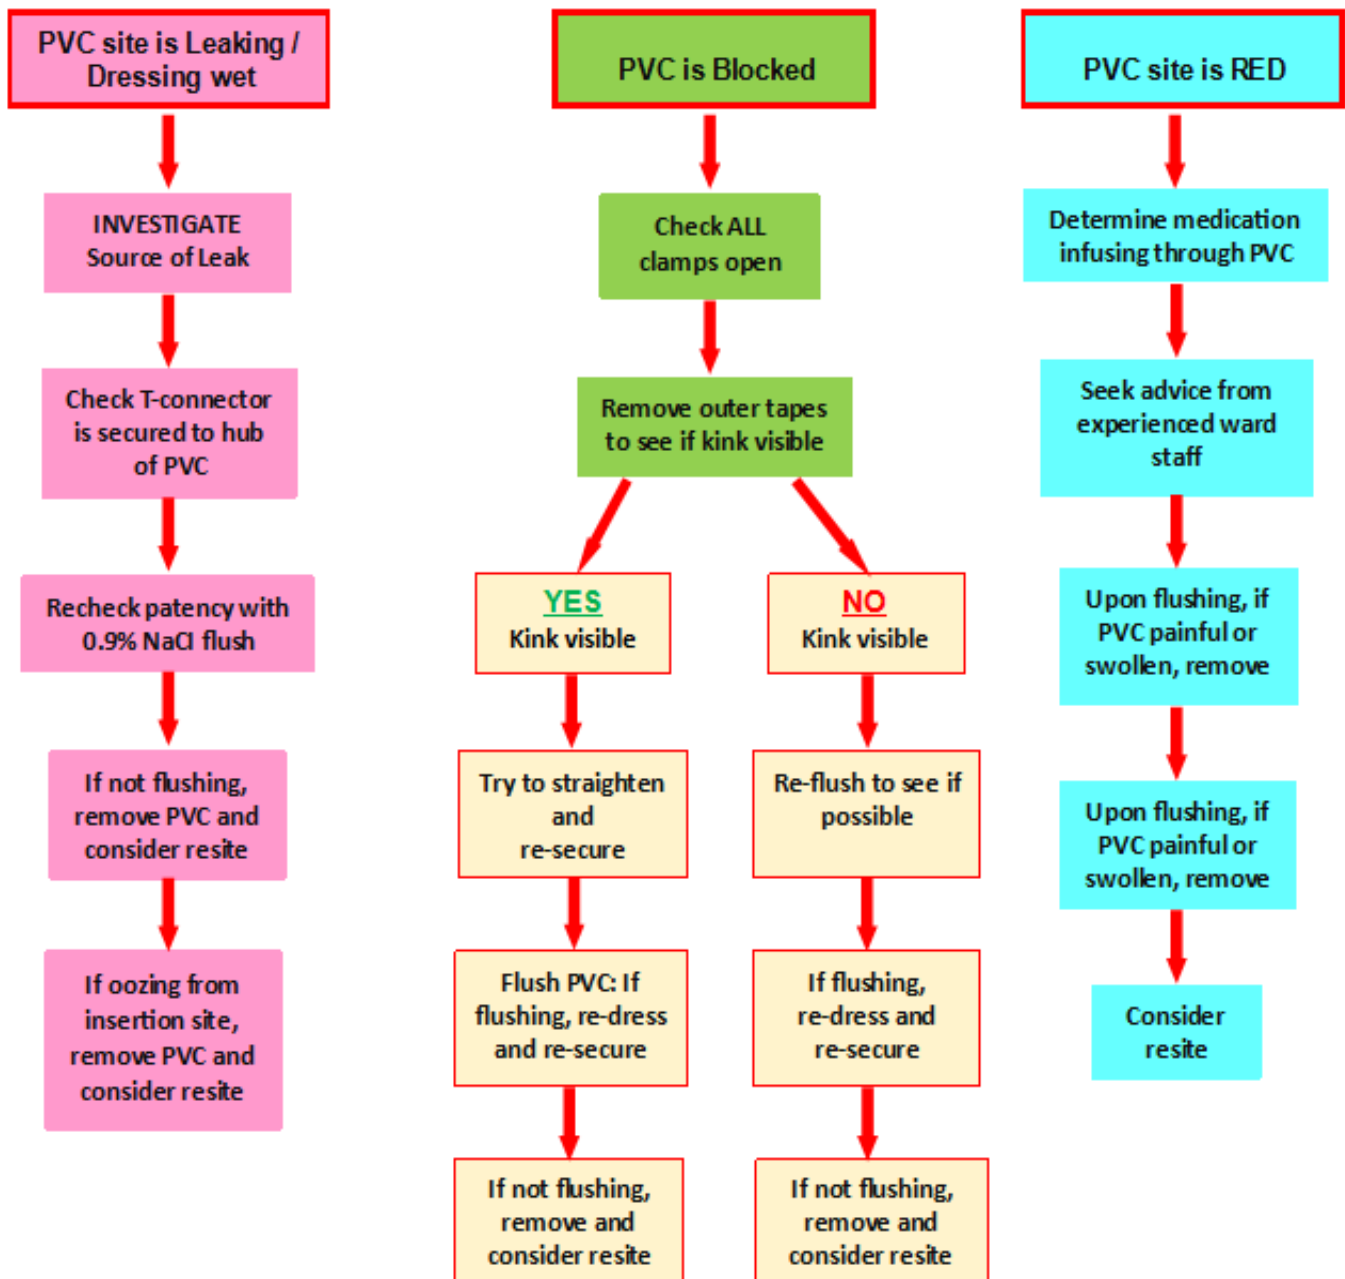 PVC site is Leaking /
Dressing wet
INVESTIGATE
Source of Leak
Check T-connector
is secured to hub
of PVC
Recheck patency with
0.9% NaCl flush
If not flushing,
remove PVC and
consider resite
If oozing from
insertion site,
remove PVC and
consider resite
PVC is Blocked
Check ALL
clamps open
Remove outer tapes
to see if kink visible
YES
Kink visible
Try to straighten
and
re-secure
Flush PVC: If
flushing, re-dress
and re-secure
If not flushing,
remove and
consider resite
NO
Kink visible
Re-flush to see if
possible
If flushing,
re-dress and
re-secure
If not flushing,
remove and
consider resite
PVC site is RED
Determine medication
infusing through PVC
Seek advice from
experienced ward
staff
Upon flushing, if
PVC painful or
swollen, remove
Upon flushing, if
PVC painful or
swollen, remove
Consider
resite